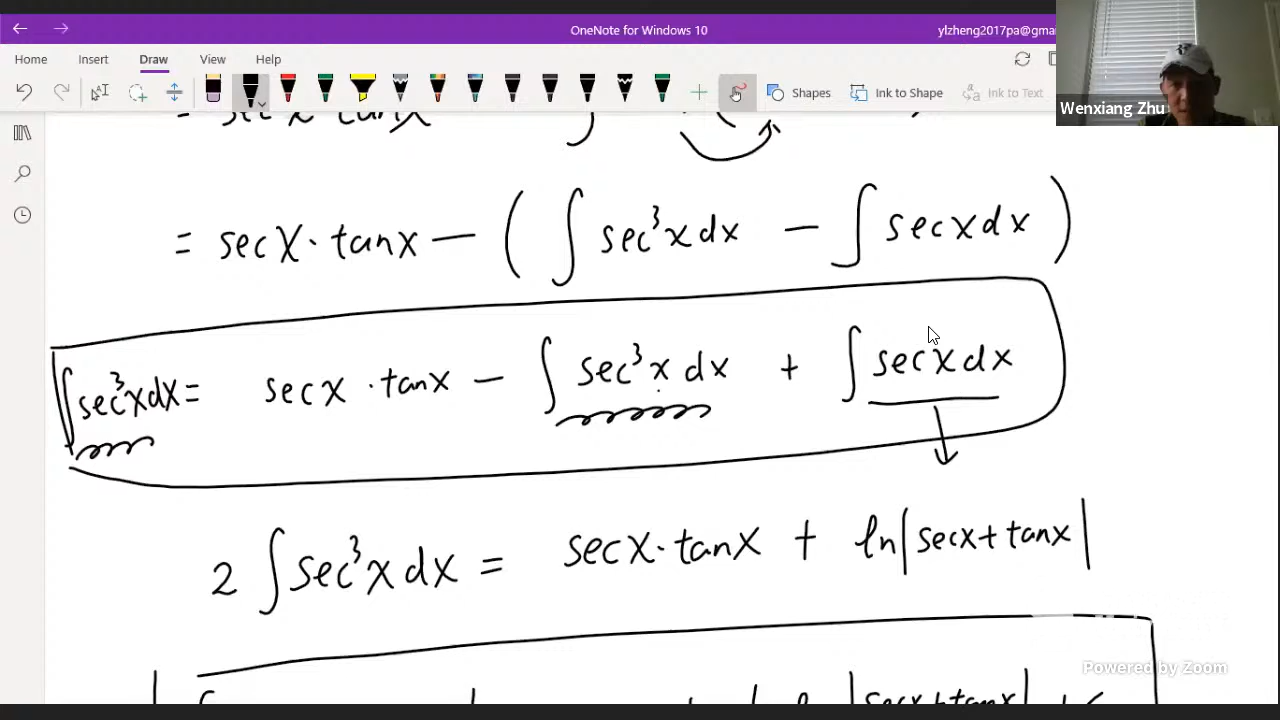 OneNote for Windows 10
ylzheng2017pa@gma
Home Insert Draw View Help
Shapes Ink to Shape Ink to Text
Wenxiang Zhu
= secx·tanx − ( ∫ sec³x dx − ∫ secx dx )
∫ sec³x dx = secx · tanx − ∫ sec³x dx + ∫ secx dx
2 ∫ sec³x dx = secx · tanx + ln|secx + tanx|
Powered by Zoom